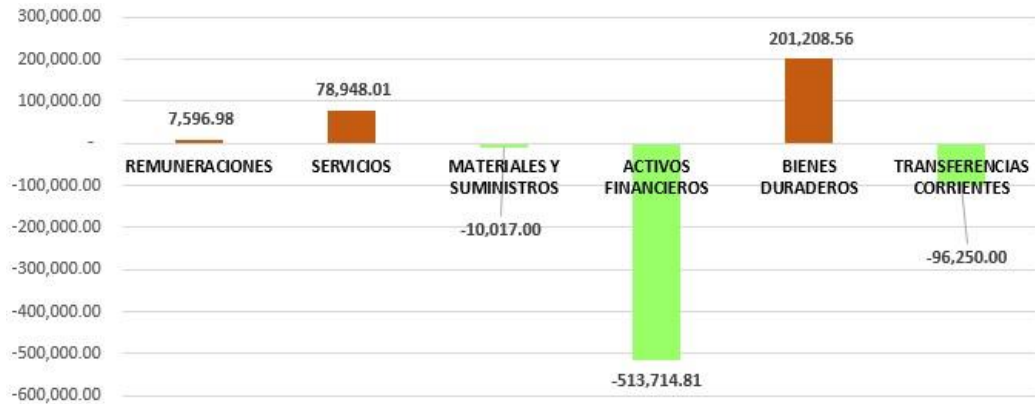 300,000.00
200,000.00
100,000.00
-
-100,000.00
-200,000.00
-300,000.00
-400,000.00
-500,000.00
-600,000.00
7,596.98
78,948.01
-10,017.00
-513,714.81
201,208.56
-96,250.00
REMUNERACIONES
SERVICIOS
MATERIALES Y
SUMINISTROS
ACTIVOS
FINANCIEROS
BIENES
DURADEROS
TRANSFERENCIAS
CORRIENTES